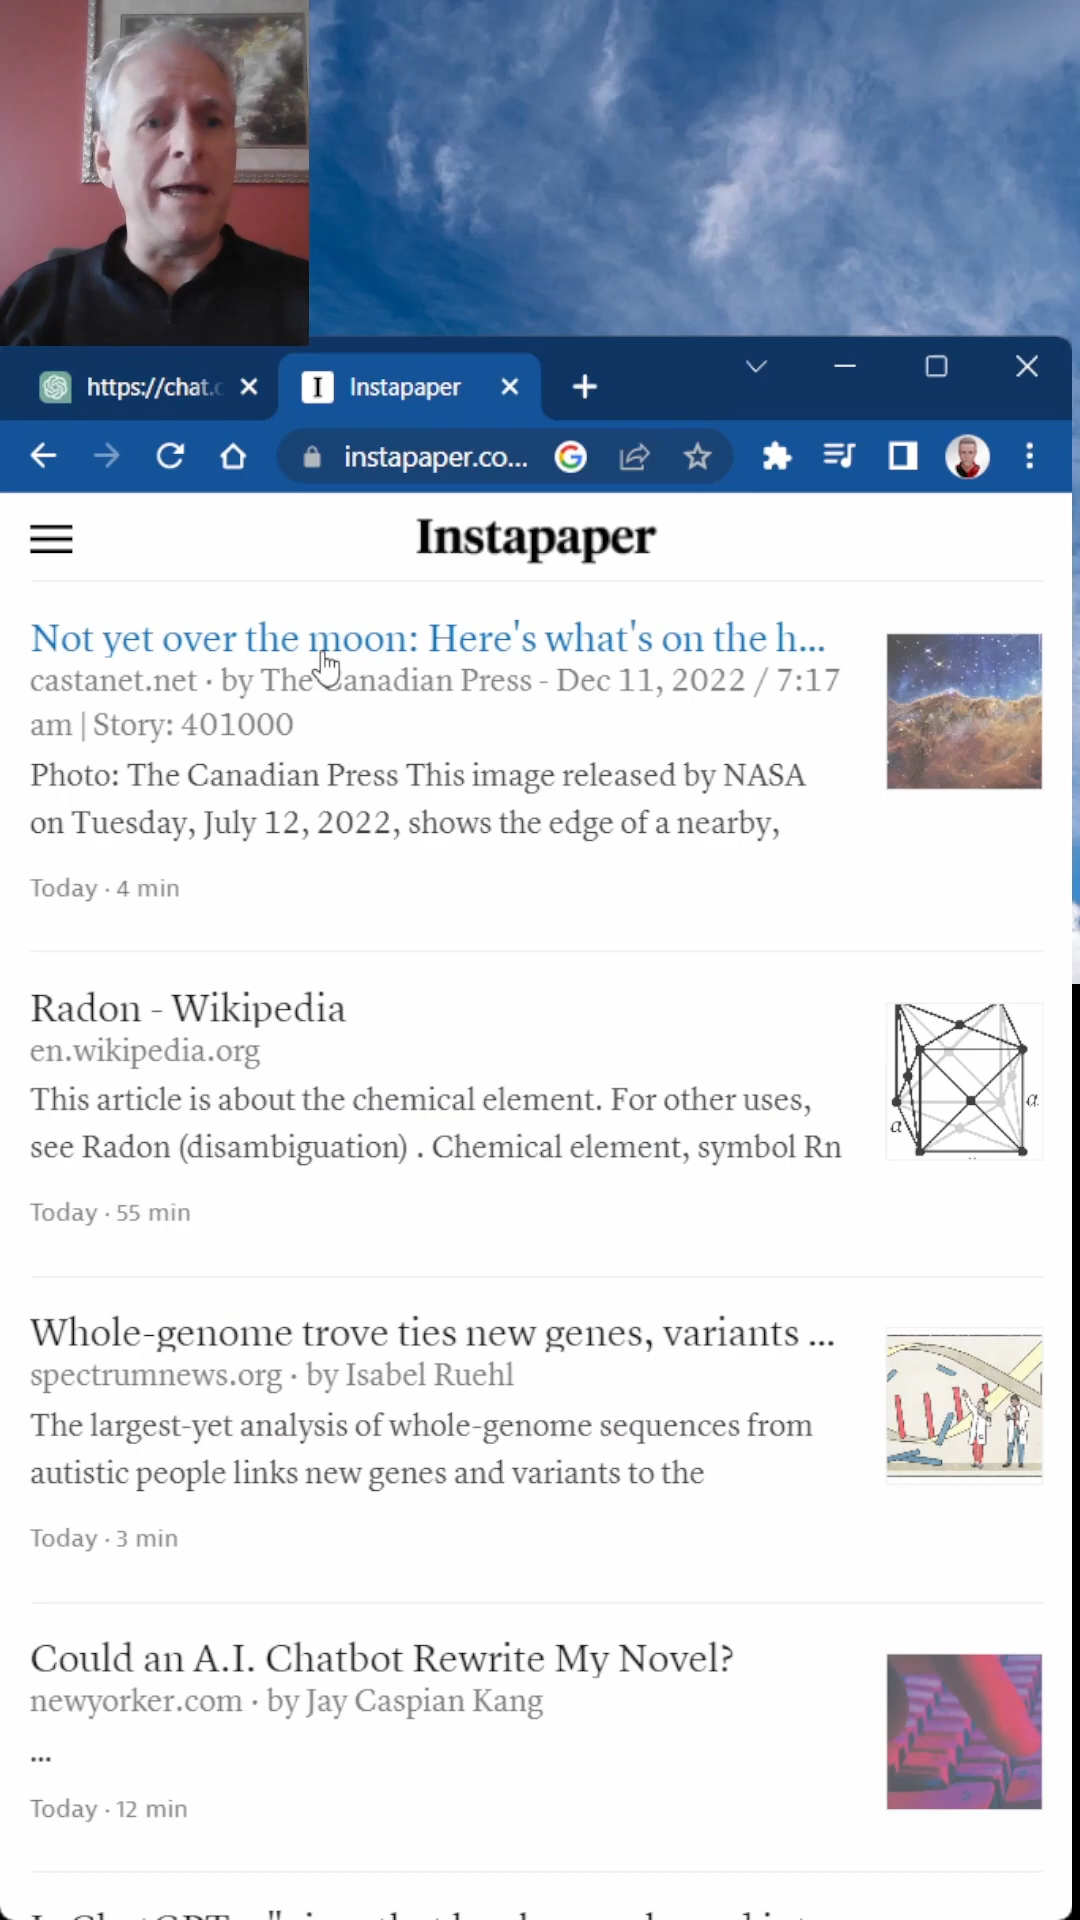 https://chat.c
I Instapaper
instapaper.co...
Instapaper
Not yet over the moon: Here's what's on the h...
castanet.net · by The Canadian Press - Dec 11, 2022 / 7:17
am | Story: 401000
Photo: The Canadian Press This image released by NASA
on Tuesday, July 12, 2022, shows the edge of a nearby,
Today · 4 min
Radon - Wikipedia
en.wikipedia.org
This article is about the chemical element. For other uses,
see Radon (disambiguation) . Chemical element, symbol Rn
a
a
Today · 55 min
Whole-genome trove ties new genes, variants ...
spectrumnews.org · by Isabel Ruehl
The largest-yet analysis of whole-genome sequences from
autistic people links new genes and variants to the
Today · 3 min
Could an A.I. Chatbot Rewrite My Novel?
newyorker.com · by Jay Caspian Kang
...
Today · 12 min